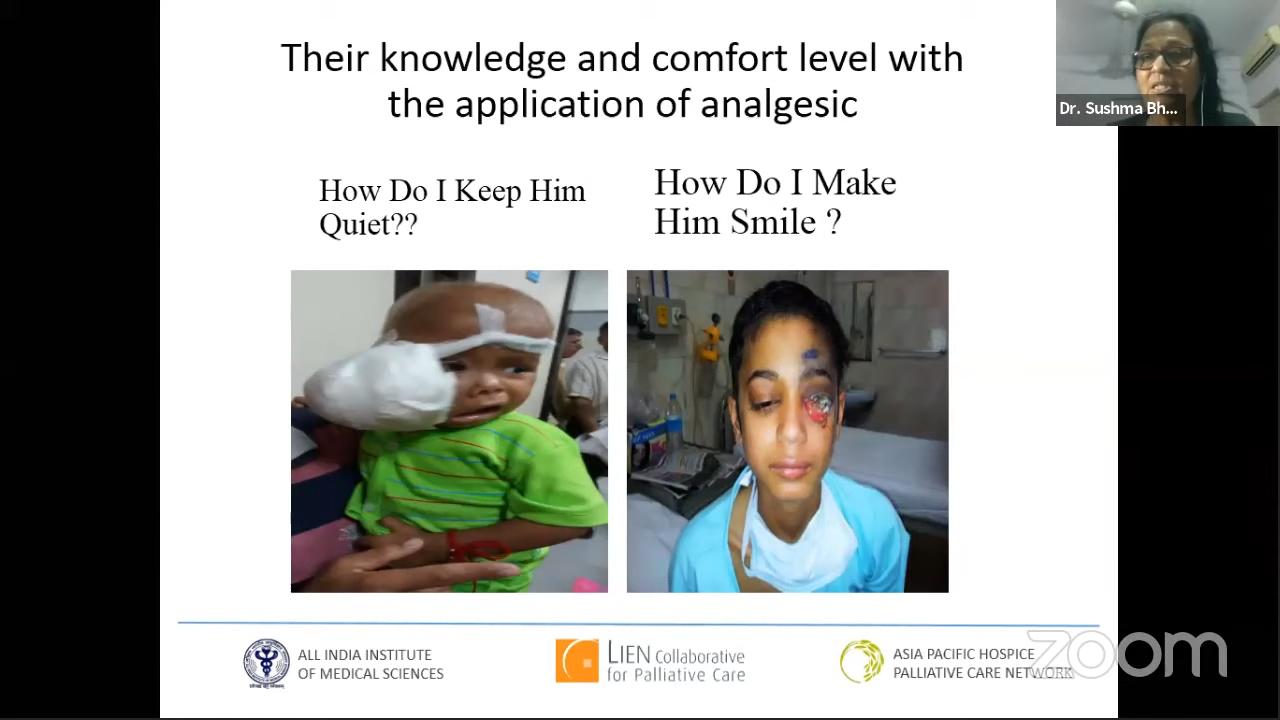 Their knowledge and comfort level with
the application of analgesic
Dr. Sushma Bh...
How Do I Keep Him
Quiet??
How Do I Make
Him Smile ?
ALL INDIA INSTITUTE
OF MEDICAL SCIENCES
LIEN Collaborative
for Palliative Care
ASIA PACIFIC HOSPICE
PALLIATIVE CARE NETWORK
zoom